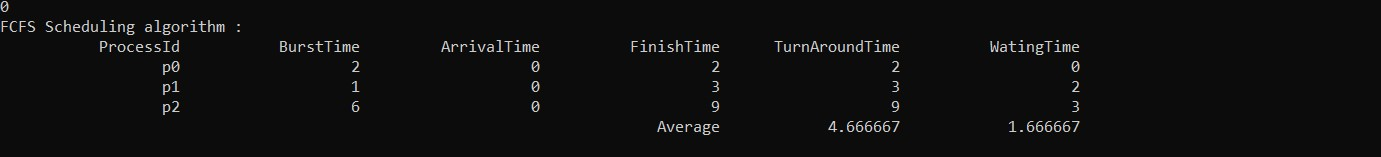 0
FCFS Scheduling algorithm :
ProcessId BurstTime ArrivalTime FinishTime TurnAroundTime WatingTime
p0 2 0 2 2 0
p1 1 0 3 3 2
p2 6 0 9 9 3
Average 4.666667 1.666667